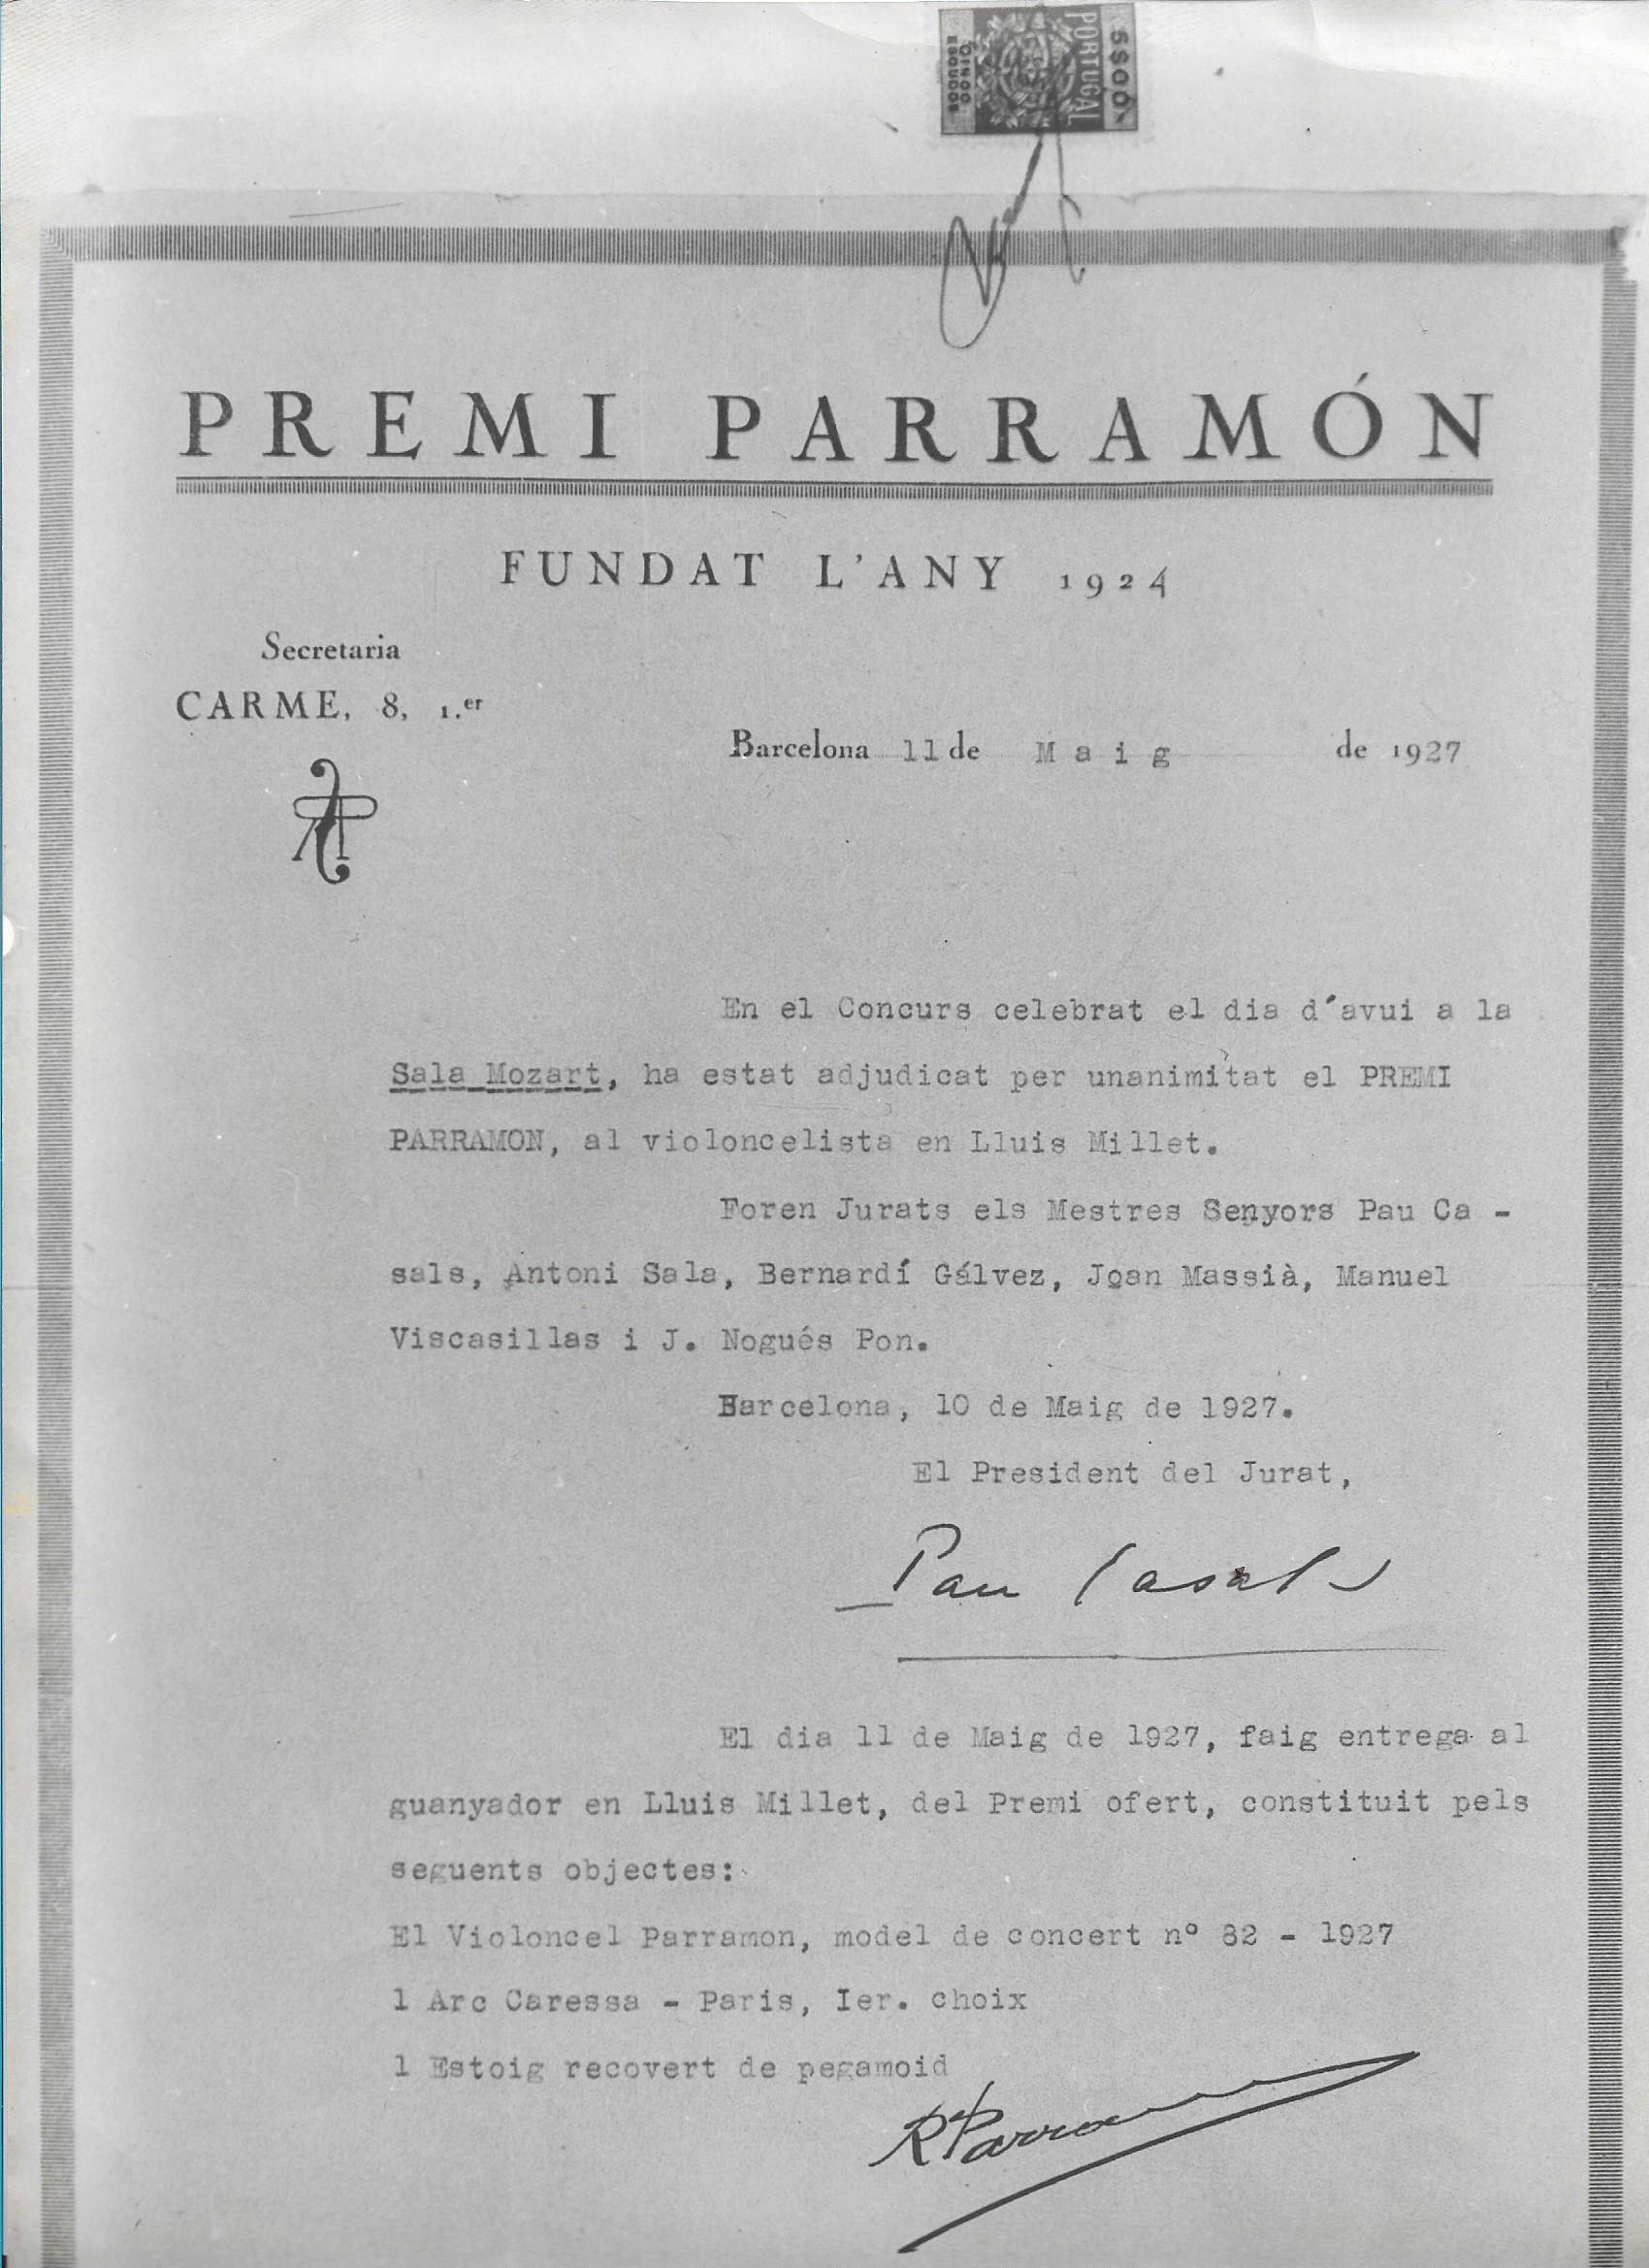 PORTUGAL
5$00
CINCO
ESCUDOS
PREMI PARRAMÓN
FUNDAT L'ANY 1924
Secretaria
CARME, 8, 1.er
Barcelona 11 de Maig de 1927
En el Concurs celebrat el dia d'avui a la
Sala Mozart, ha estat adjudicat per unanimitat el PREMI
PARRAMON, al violoncelista en Lluis Millet.
Foren Jurats els Mestres Senyors Pau Ca -
sals, Antoni Sala, Bernardí Gálvez, Joan Massià, Manuel
Viscasillas i J. Nogués Pon.
Barcelona, 10 de Maig de 1927.
El President del Jurat,
Pau Casals
El dia 11 de Maig de 1927, faig entrega al
guanyador en Lluis Millet, del Premi ofert, constituit pels
seguents objectes:
El Violoncel Parramon, model de concert nº 82 - 1927
1 Arc Caressa - Paris, Ier. choix
1 Estoig recovert de pegamoid
R Parramon